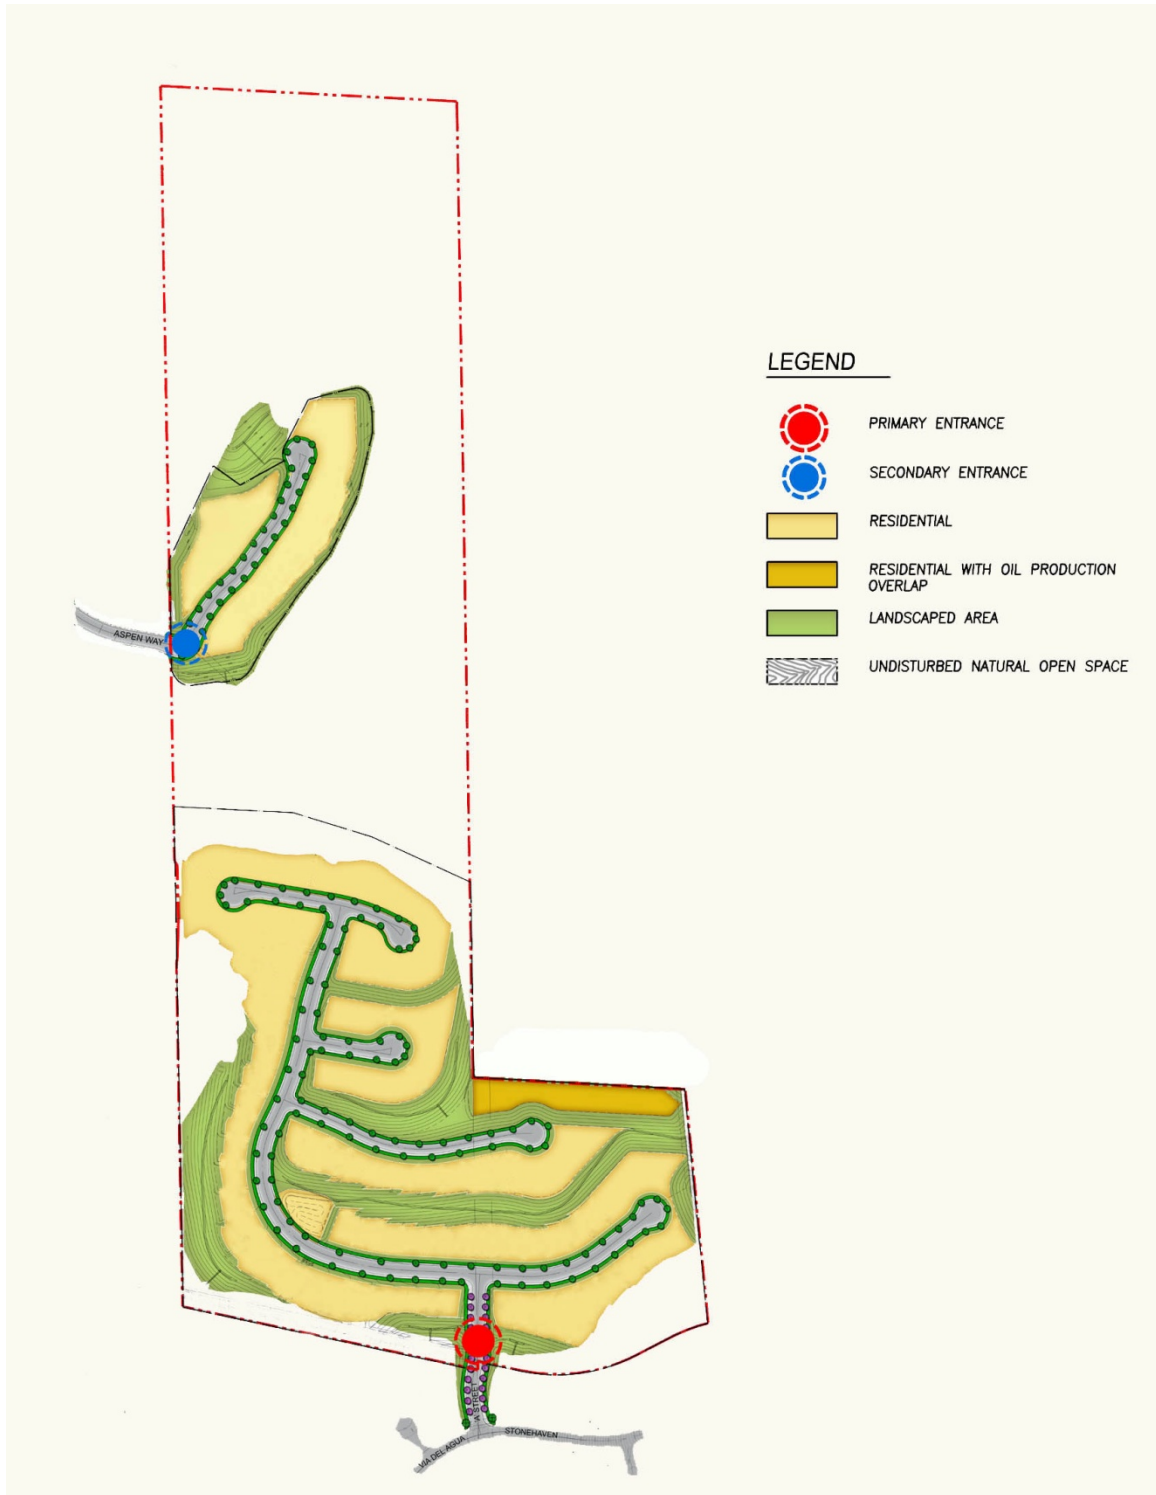 LEGEND
PRIMARY ENTRANCE
SECONDARY ENTRANCE
RESIDENTIAL
RESIDENTIAL WITH OIL PRODUCTION
OVERLAP
LANDSCAPED AREA
UNDISTURBED NATURAL OPEN SPACE
ASPEN WAY
STREET
VIA DEL AGUA
STONEHAVEN